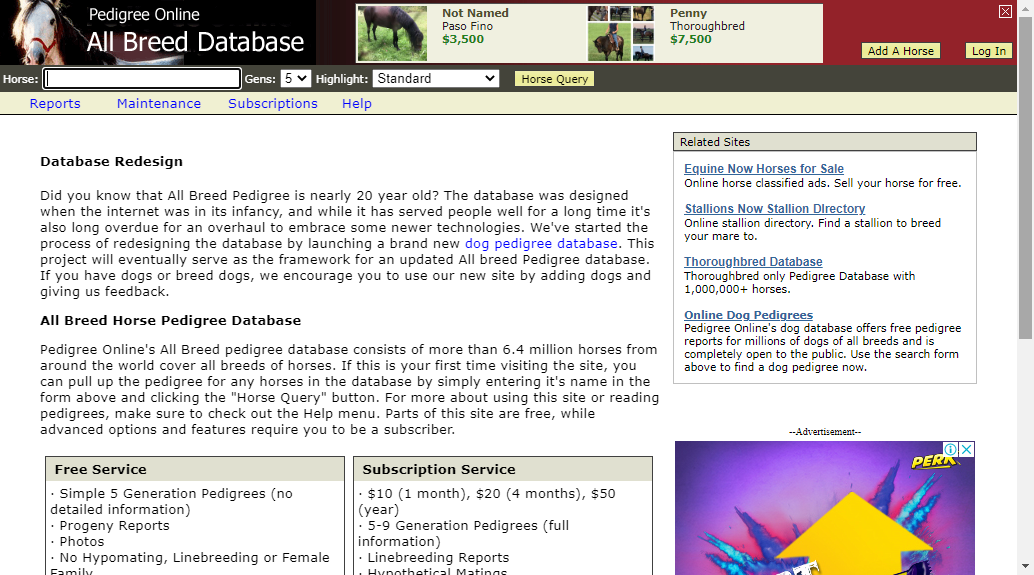 Pedigree Online
All Breed Database
Not Named
Paso Fino
$3,500
Penny
Thoroughbred
$7,500
Add A Horse
Log In
Horse:
Gens: 5
Highlight: Standard
Horse Query
Reports
Maintenance
Subscriptions
Help
Database Redesign
Did you know that All Breed Pedigree is nearly 20 year old? The database was designed
when the internet was in its infancy, and while it has served people well for a long time it's
also long overdue for an overhaul to embrace some newer technologies. We've started the
process of redesigning the database by launching a brand new dog pedigree database. This
project will eventually serve as the framework for an updated All breed Pedigree database.
If you have dogs or breed dogs, we encourage you to use our new site by adding dogs and
giving us feedback.
All Breed Horse Pedigree Database
Pedigree Online's All Breed pedigree database consists of more than 6.4 million horses from
around the world cover all breeds of horses. If this is your first time visiting the site, you
can pull up the pedigree for any horses in the database by simply entering it's name in the
form above and clicking the "Horse Query" button. For more about using this site or reading
pedigrees, make sure to check out the Help menu. Parts of this site are free, while
advanced options and features require you to be a subscriber.
Free Service
· Simple 5 Generation Pedigrees (no
detailed information)
· Progeny Reports
· Photos
· No Hypomating, Linebreeding or Female
Family
Subscription Service
· $10 (1 month), $20 (4 months), $50
(year)
· 5-9 Generation Pedigrees (full
information)
· Linebreeding Reports
· Hypothetical Matings
Related Sites
Equine Now Horses for Sale
Online horse classified ads. Sell your horse for free.
Stallions Now Stallion DIrectory
Online stallion directory. Find a stallion to breed
your mare to.
Thoroughbred Database
Thoroughbred only Pedigree Database with
1,000,000+ horses.
Online Dog Pedigrees
Pedigree Online's dog database offers free pedigree
reports for millions of dogs of all breeds and is
completely open to the public. Use the search form
above to find a dog pedigree now.
--Advertisement--
PERK